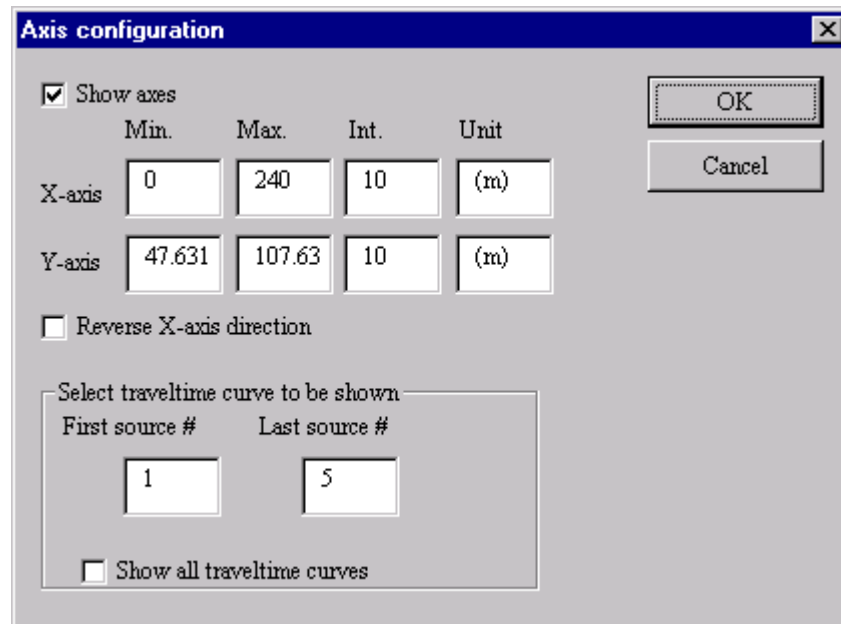 Axis configuration
Show axes
OK
Min. Max. Int. Unit
X-axis 0 240 10 (m)
Cancel
Y-axis 47.631 107.63 10 (m)
Reverse X-axis direction
Select traveltime curve to be shown
First source # Last source #
1 5
Show all traveltime curves